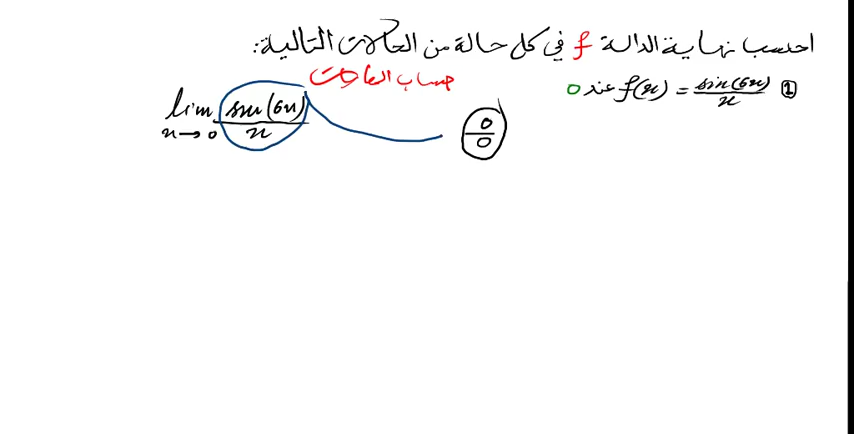 احسب نهاية الدالة f في كل حالة من الحالات التالية:
1 f(x) = sin(6x)/x عند 0
حساب النهايات
lim x→0 sin(6x)/x
0/0